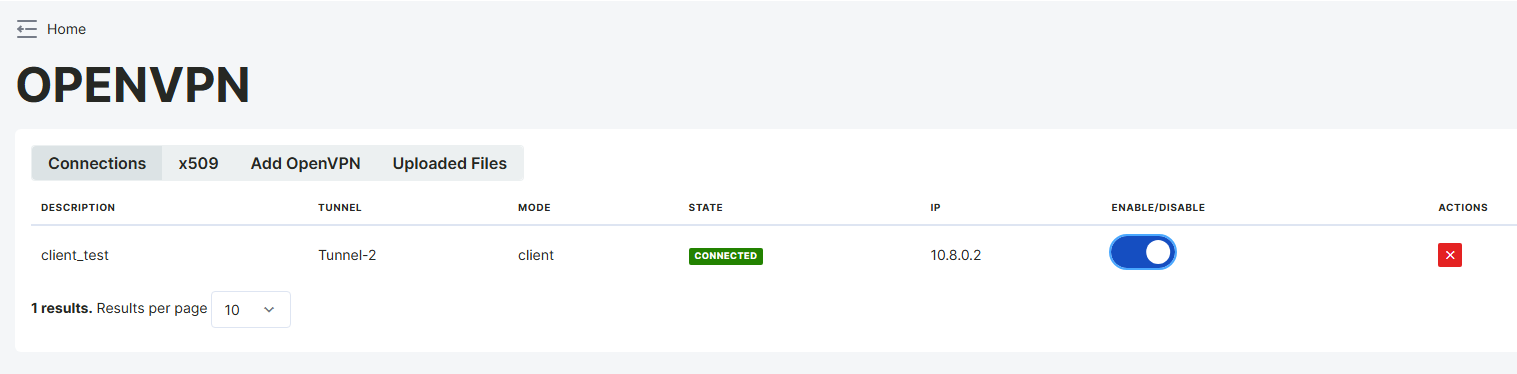 Home
OPENVPN
Connections x509 Add OpenVPN Uploaded Files
DESCRIPTION TUNNEL MODE STATE IP ENABLE/DISABLE ACTIONS
client_test Tunnel-2 client CONNECTED 10.8.0.2
1 results. Results per page 10